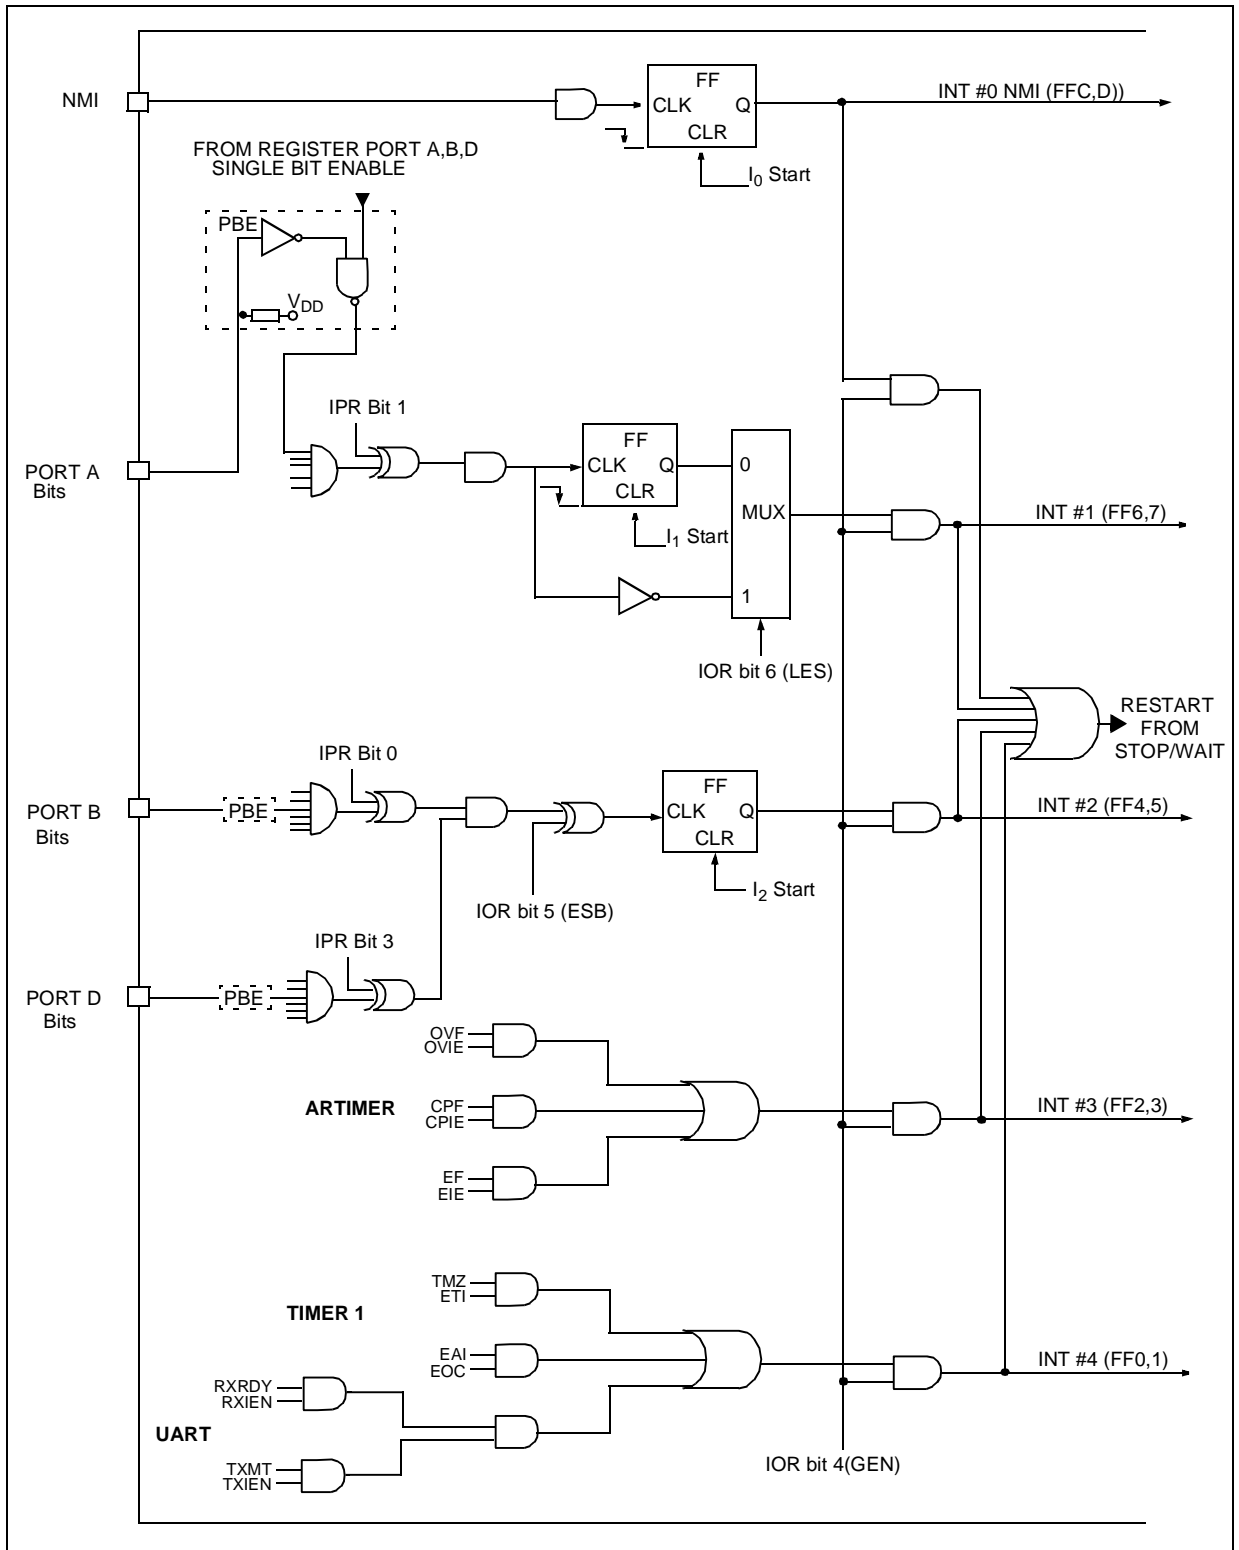 NMI
FF
CLK Q
CLR
INT #0 NMI (FFC,D))
I0 Start
FROM REGISTER PORT A,B,D
SINGLE BIT ENABLE
PBE
VDD
IPR Bit 1
PORT A
Bits
FF
CLK Q
CLR
I1 Start
0
MUX
1
IOR bit 6 (LES)
INT #1 (FF6,7)
RESTART
FROM
STOP/WAIT
IPR Bit 0
PORT B
Bits
PBE
IOR bit 5 (ESB)
FF
CLK Q
CLR
I2 Start
INT #2 (FF4,5)
IPR Bit 3
PORT D
Bits
PBE
OVF
OVIE
ARTIMER
CPF
CPIE
EF
EIE
INT #3 (FF2,3)
TMZ
ETI
TIMER 1
EAI
EOC
RXRDY
RXIEN
UART
TXMT
TXIEN
INT #4 (FF0,1)
IOR bit 4(GEN)